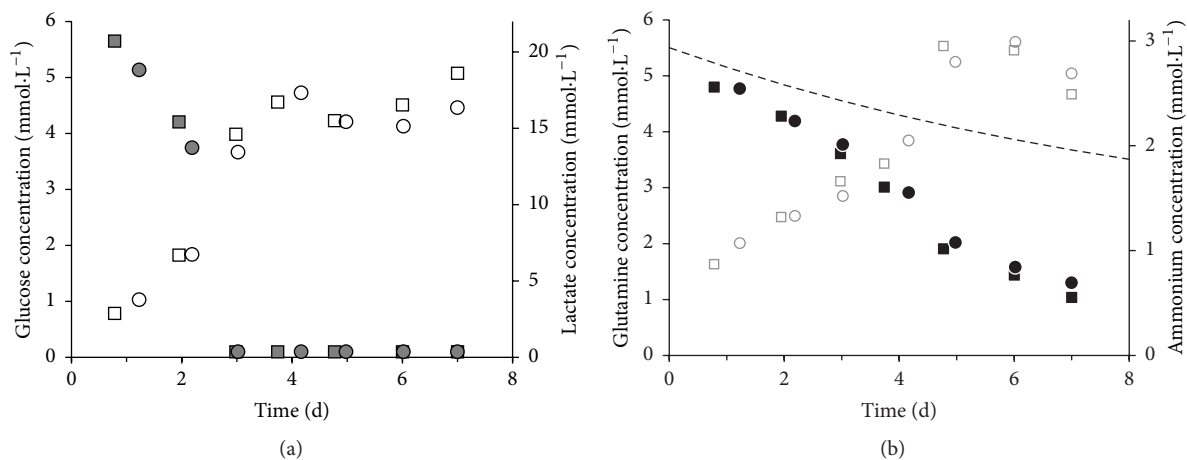 6
5
4
3
2
1
0
Glucose concentration (mmol·L⁻¹)
20
15
10
5
0
Lactate concentration (mmol·L⁻¹)
0 2 4 6 8
Time (d)
(a)
6
5
4
3
2
1
0
Glutamine concentration (mmol·L⁻¹)
3
2
1
0
Ammonium concentration (mmol·L⁻¹)
0 2 4 6 8
Time (d)
(b)